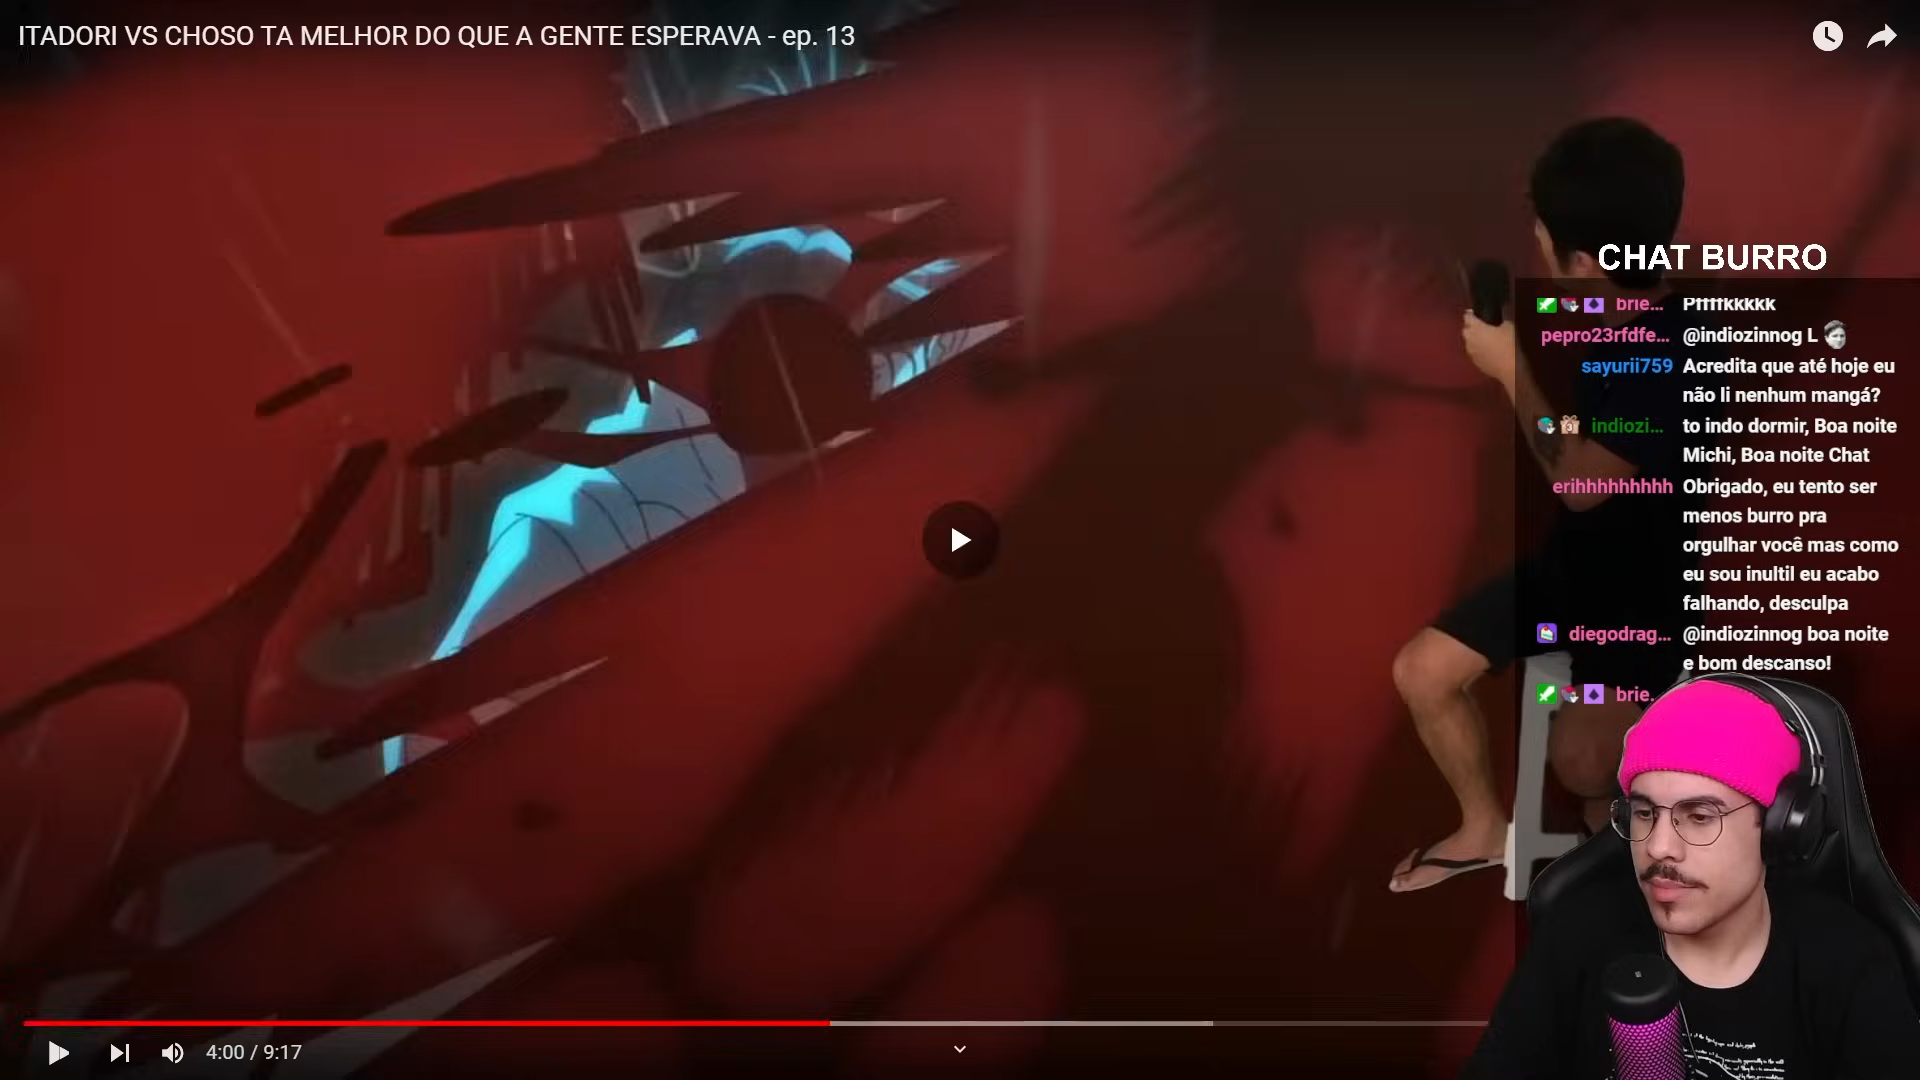 ITADORI VS CHOSO TA MELHOR DO QUE A GENTE ESPERAVA - ep. 13
CHAT BURRO
brie... Pfffffkkkkk
pepro23rfdfe... @indiozinnog L
sayurii759 Acredita que até hoje eu
não li nenhum mangá?
indiozi... to indo dormir, Boa noite
Michi, Boa noite Chat
erihhhhhhhhh Obrigado, eu tento ser
menos burro pra
orgulhar você mas como
eu sou inultil eu acabo
falhando, desculpa
diegodrag... @indiozinnog boa noite
e bom descanso!
brie.
4:00 / 9:17